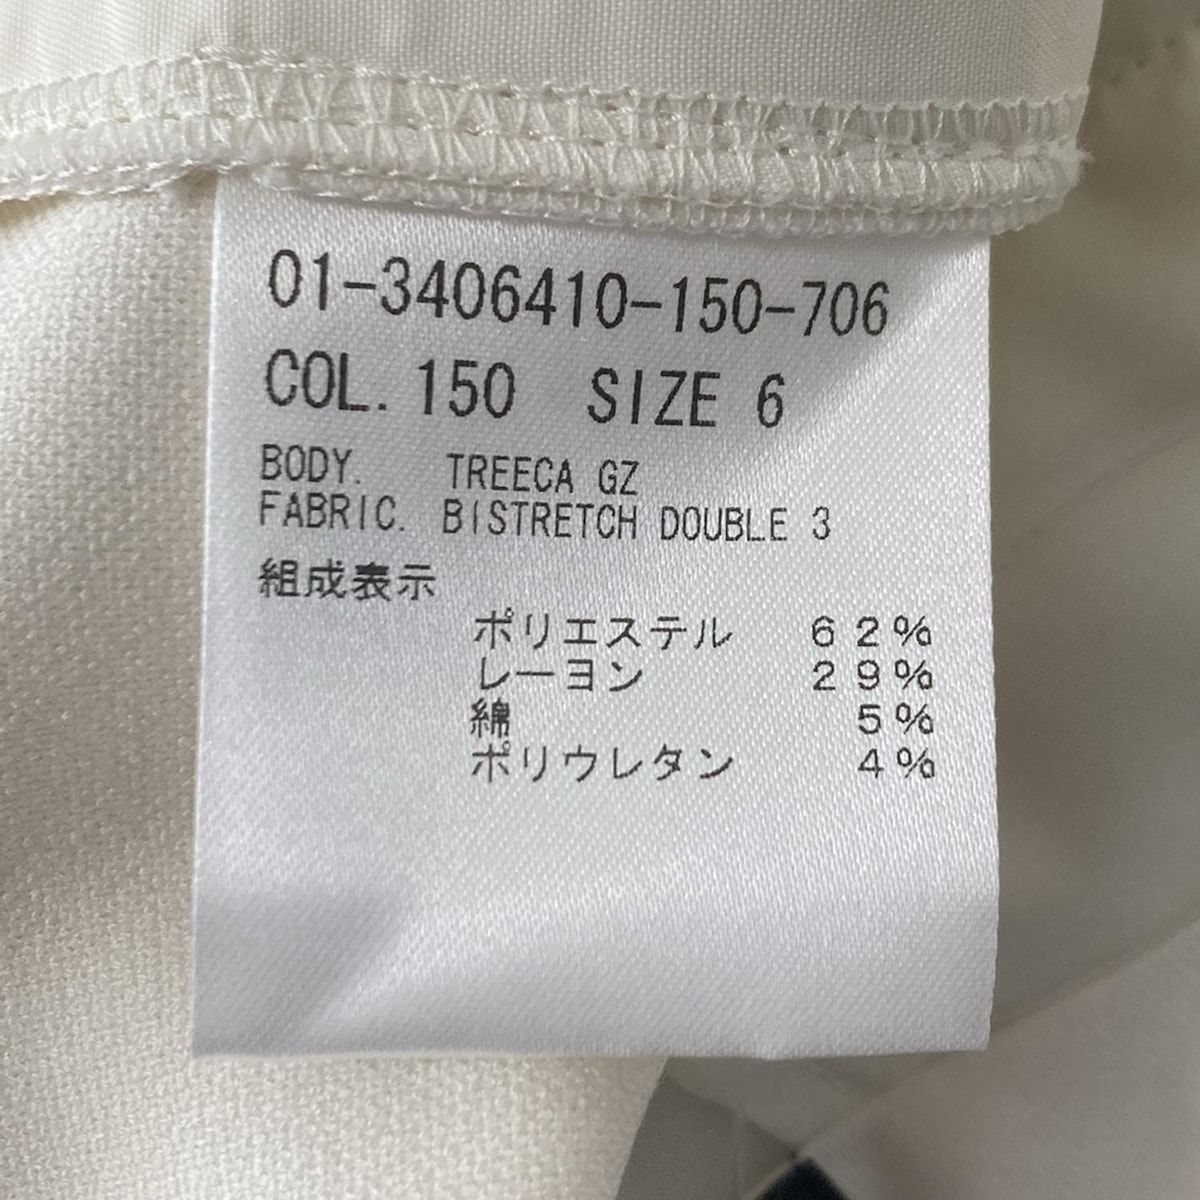 01-3406410-150-706
COL. 150 SIZE 6
BODY. TREECA GZ
FABRIC. BISTRETCH DOUBLE 3
組成表示
ポリエステル 62%
レーヨン 29%
綿 5%
ポリウレタン 4%